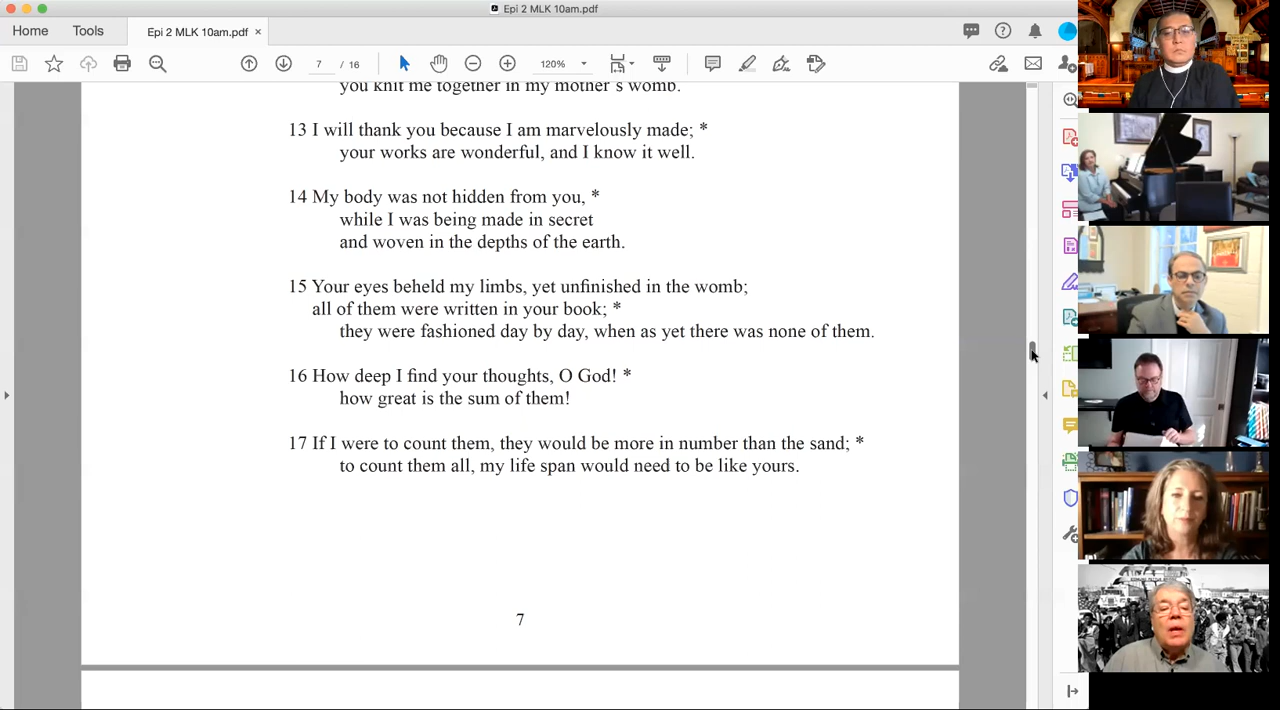 Epi 2 MLK 10am.pdf
Home
Tools
Epi 2 MLK 10am.pdf ×
7 / 16
120%
you knit me together in my mother's womb.
13 I will thank you because I am marvelously made; *
your works are wonderful, and I know it well.
14 My body was not hidden from you, *
while I was being made in secret
and woven in the depths of the earth.
15 Your eyes beheld my limbs, yet unfinished in the womb;
all of them were written in your book; *
they were fashioned day by day, when as yet there was none of them.
16 How deep I find your thoughts, O God! *
how great is the sum of them!
17 If I were to count them, they would be more in number than the sand; *
to count them all, my life span would need to be like yours.
7